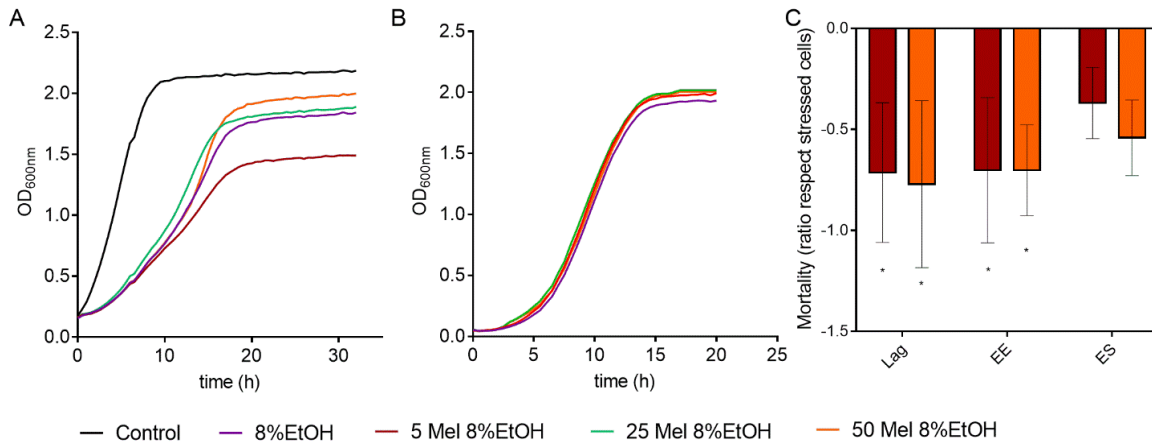 A
B
C
2.5
2.0
1.5
1.0
0.5
0.0
OD600nm
0
10
20
30
time (h)
2.5
2.0
1.5
1.0
0.5
0.0
OD600nm
0
5
10
15
20
25
time (h)
0.0
-0.5
-1.0
-1.5
Mortality (ratio respect stressed cells)
*
*
*
*
Lag
EE
ES
Control
8%EtOH
5 Mel 8%EtOH
25 Mel 8%EtOH
50 Mel 8%EtOH